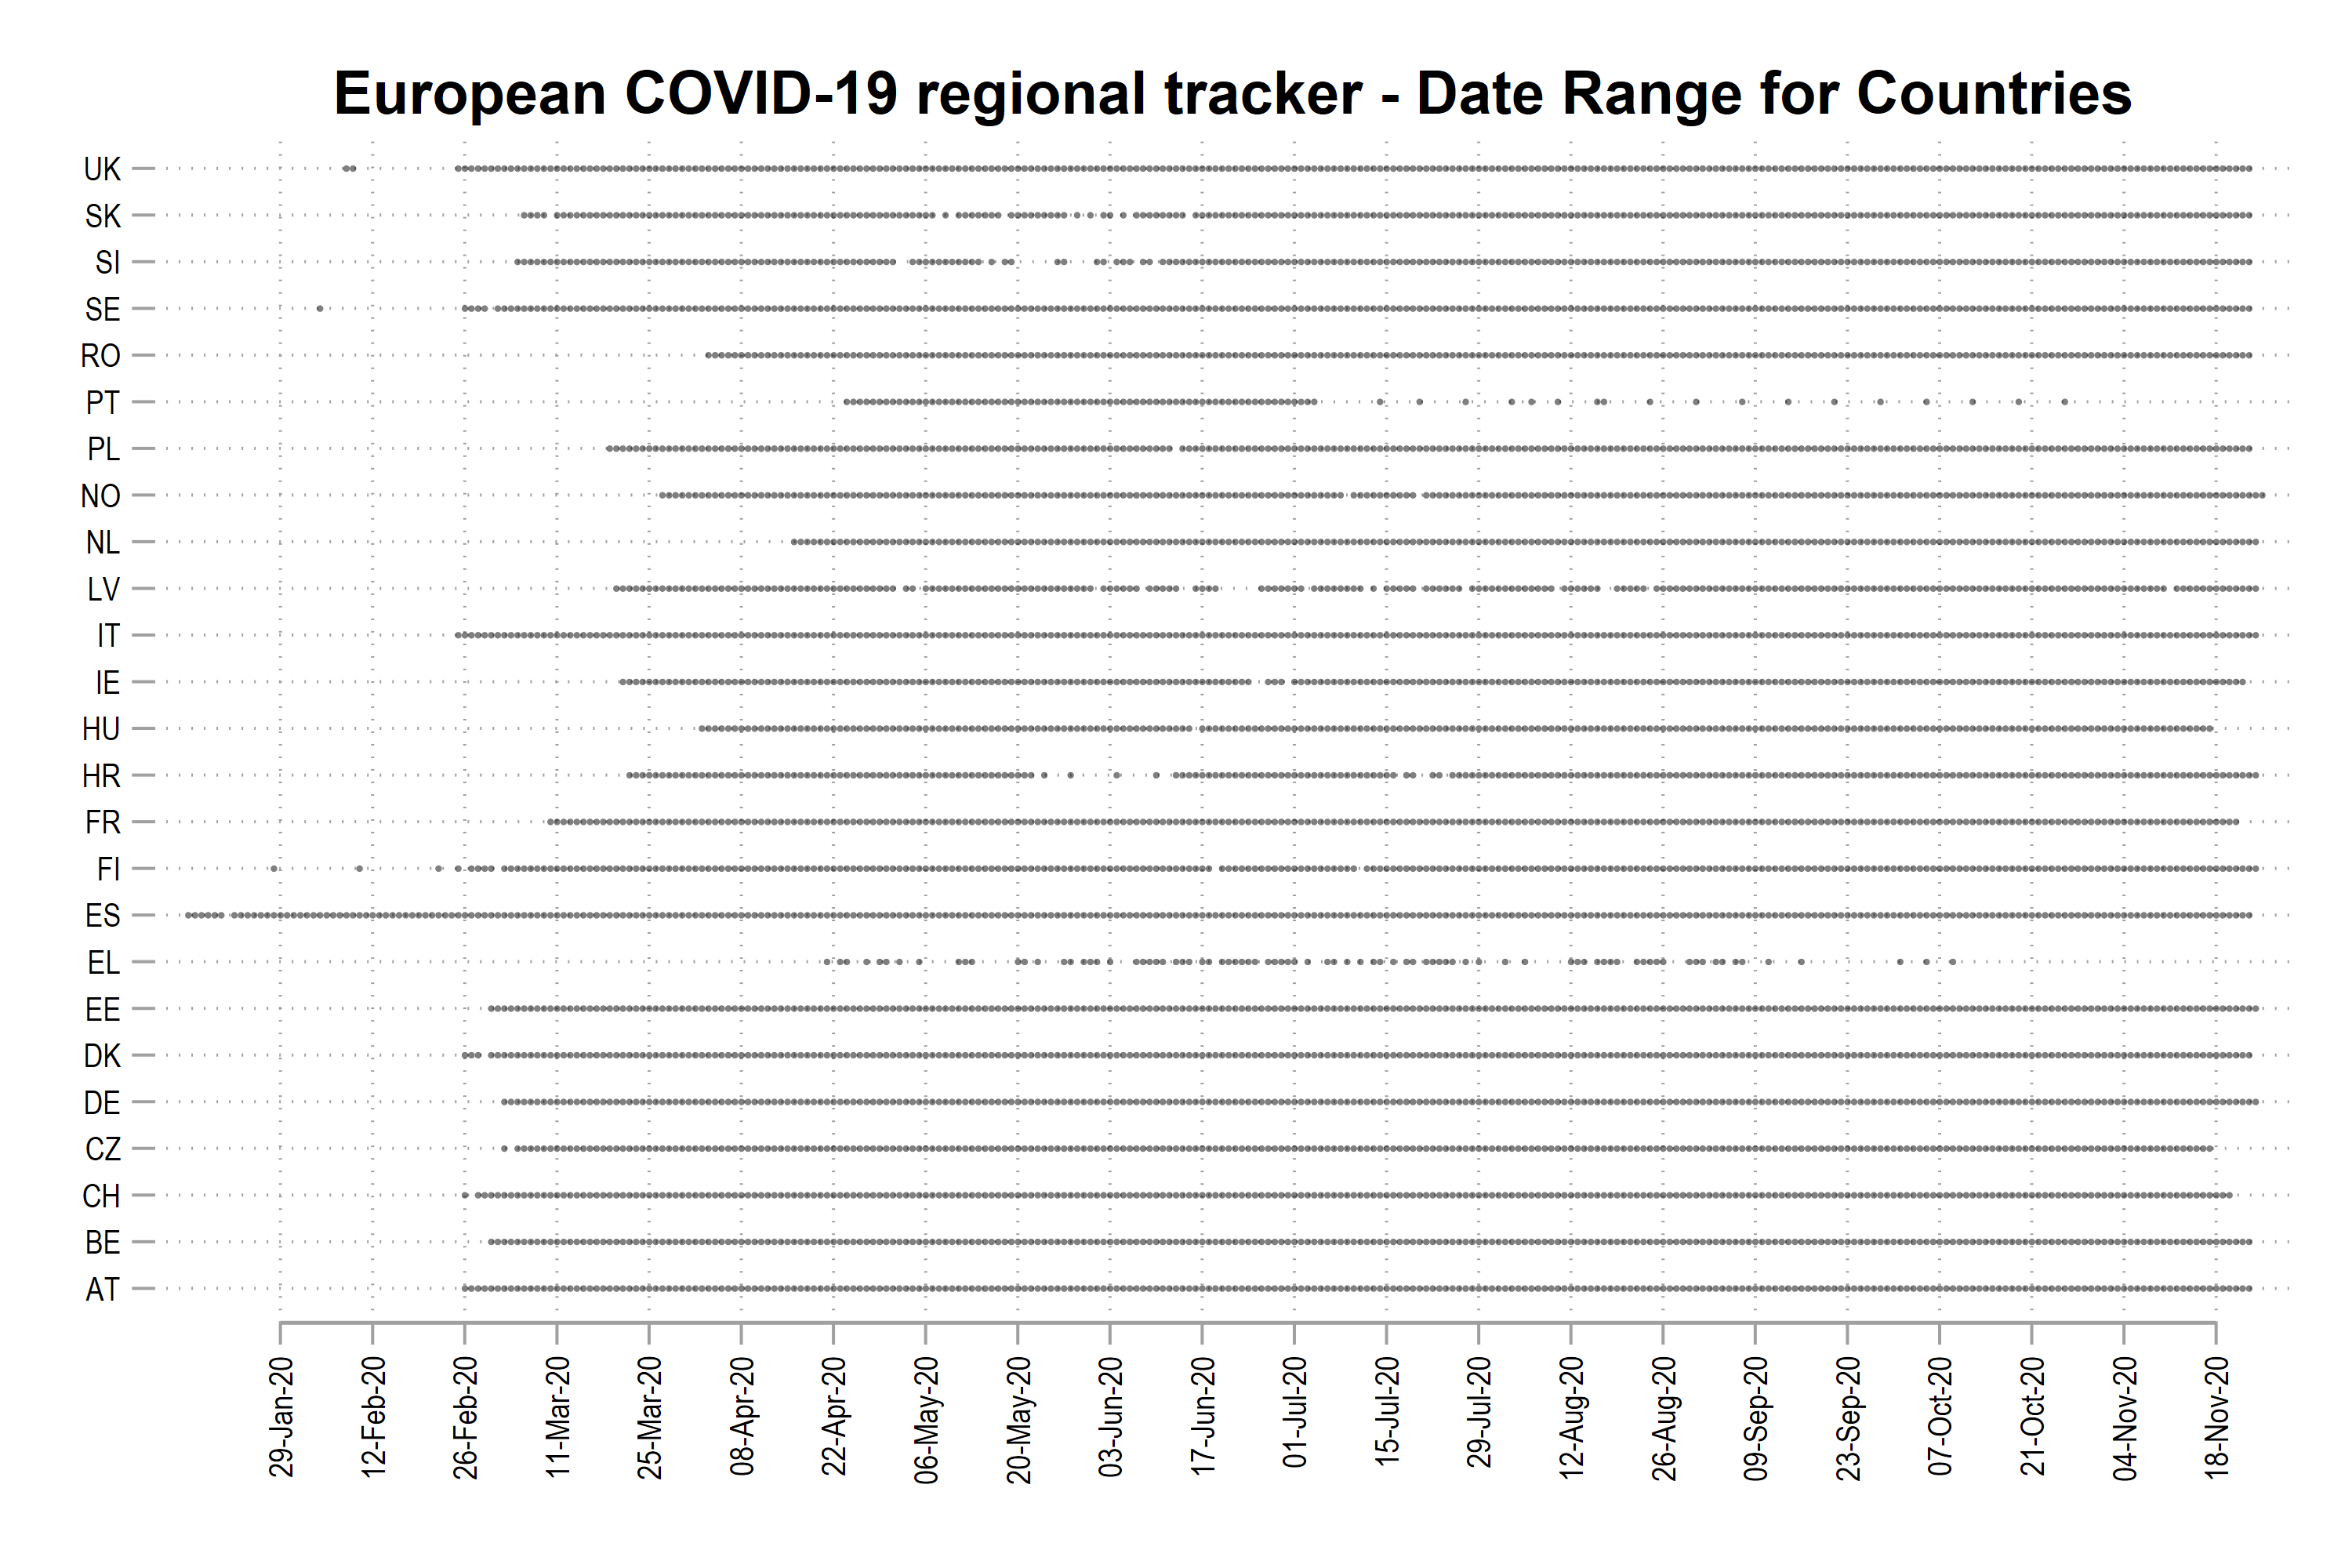 European COVID-19 regional tracker - Date Range for Countries
UK
SK
SI
SE
RO
PT
PL
NO
NL
LV
IT
IE
HU
HR
FR
FI
ES
EL
EE
DK
DE
CZ
CH
BE
AT
29-Jan-20
12-Feb-20
26-Feb-20
11-Mar-20
25-Mar-20
08-Apr-20
22-Apr-20
06-May-20
20-May-20
03-Jun-20
17-Jun-20
01-Jul-20
15-Jul-20
29-Jul-20
12-Aug-20
26-Aug-20
09-Sep-20
23-Sep-20
07-Oct-20
21-Oct-20
04-Nov-20
18-Nov-20